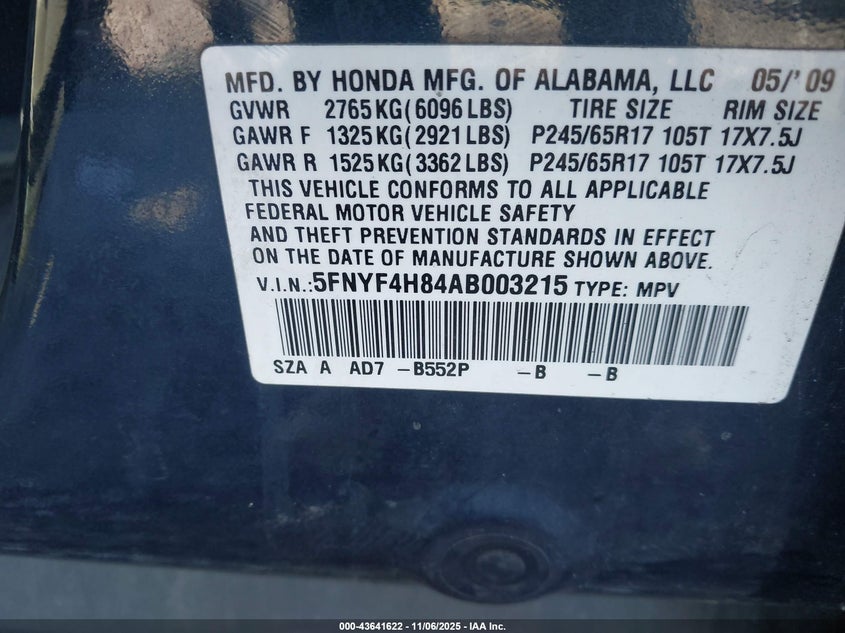 MFD. BY HONDA MFG. OF ALABAMA, LLC 05/'09
GVWR 2765KG(6096LBS) TIRE SIZE RIM SIZE
GAWR F 1325KG(2921LBS) P245/65R17 105T 17X7.5J
GAWR R 1525KG(3362LBS) P245/65R17 105T 17X7.5J
THIS VEHICLE CONFORMS TO ALL APPLICABLE
FEDERAL MOTOR VEHICLE SAFETY
AND THEFT PREVENTION STANDARDS IN EFFECT
ON THE DATE OF MANUFACTURE SHOWN ABOVE.
V.I.N.:5FNYF4H84AB003215 TYPE: MPV
SZA A AD7 -B552P -B -B
000-43641622 - 11/06/2025 - IAA Inc.